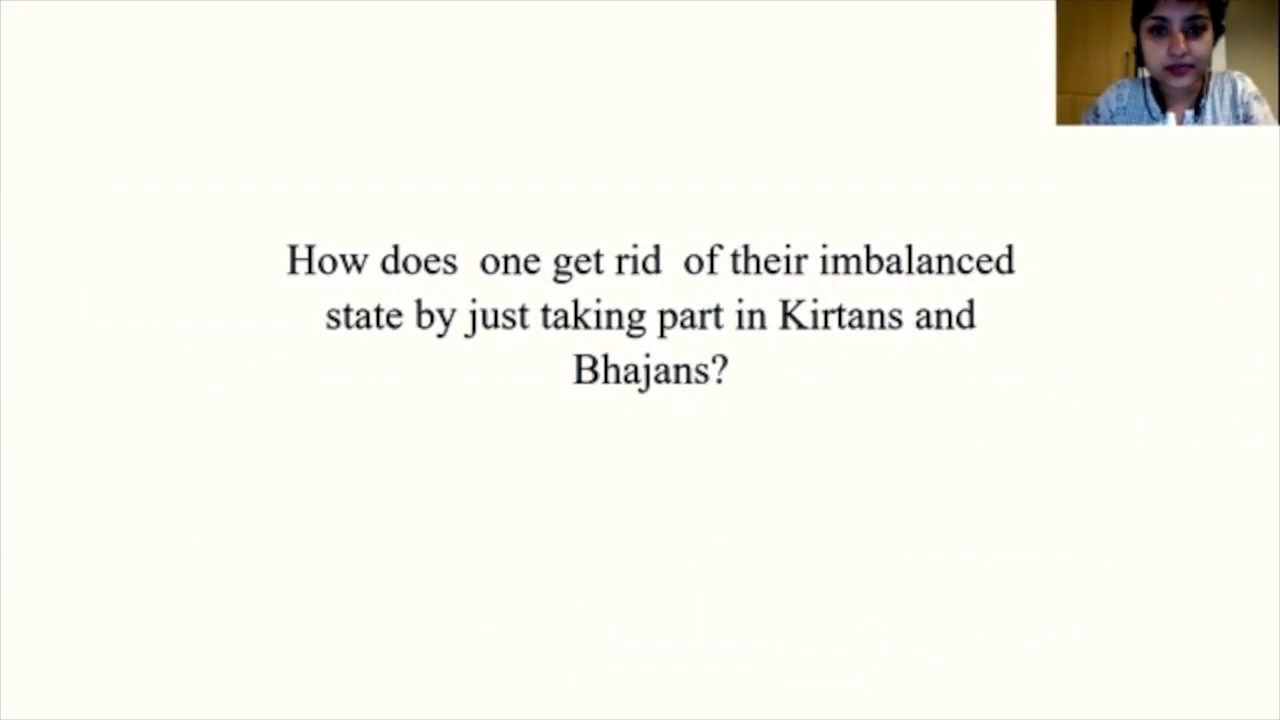 How does  one get rid  of their imbalanced
state by just taking part in Kirtans and
Bhajans?